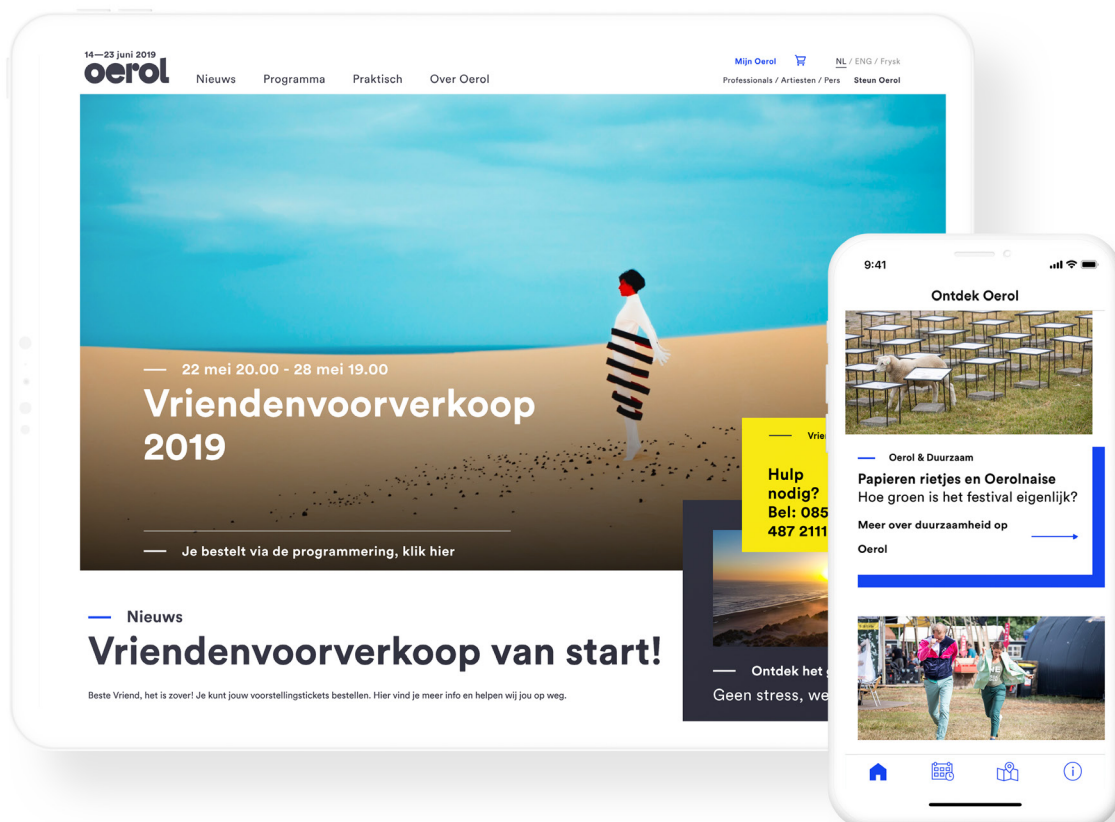 14—23 juni 2019
oerol
Nieuws Programma Praktisch Over Oerol
Mijn Oerol NL / ENG / Frysk
Professionals / Artiesten / Pers Steun Oerol
22 mei 20.00 - 28 mei 19.00
Vriendenvoorverkoop
2019
Je bestelt via de programmering, klik hier
Hulp
nodig?
Bel: 085
487 2111
Ontdek het
Geen stress,
Nieuws
Vriendenvoorverkoop van start!
Beste Vriend, het is zover! Je kunt jouw voorstellingstickets bestellen. Hier vind je meer info en helpen wij jou op weg.
9:41
Ontdek Oerol
Oerol & Duurzaam
Papieren rietjes en Oerolnaise
Hoe groen is het festival eigenlijk?
Meer over duurzaamheid op
Oerol